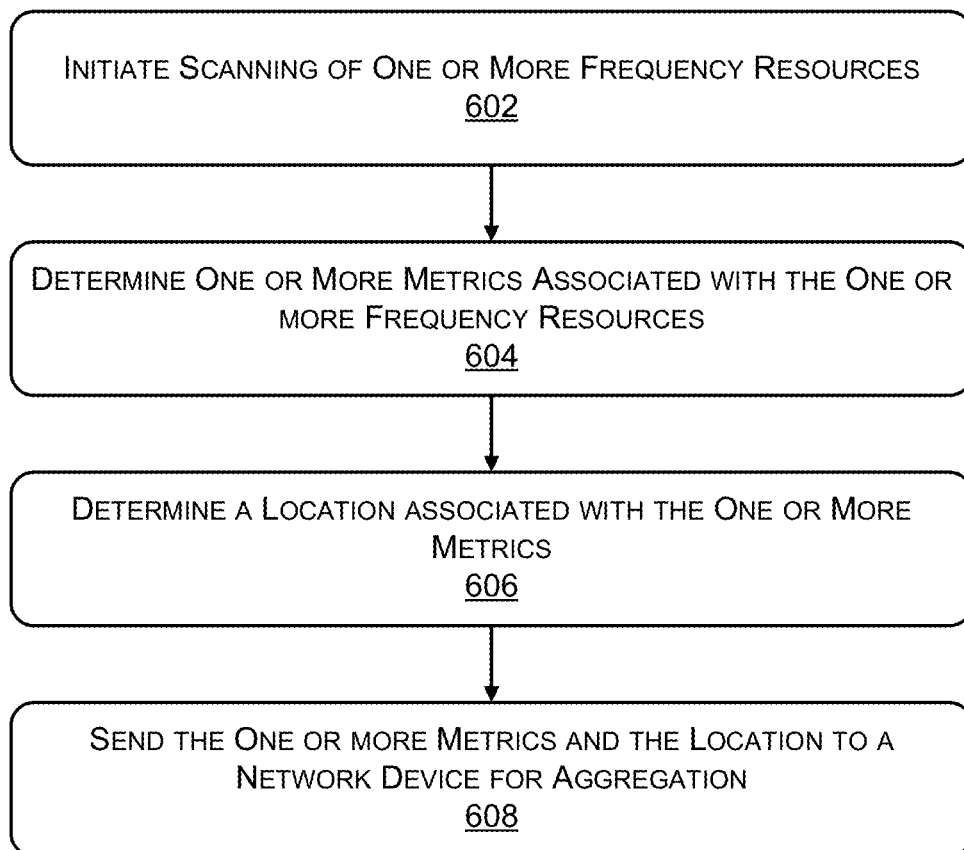 INITIATE SCANNING OF ONE OR MORE FREQUENCY RESOURCES
602
DETERMINE ONE OR MORE METRICS ASSOCIATED WITH THE ONE OR
MORE FREQUENCY RESOURCES
604
DETERMINE A LOCATION ASSOCIATED WITH THE ONE OR MORE
METRICS
606
SEND THE ONE OR MORE METRICS AND THE LOCATION TO A
NETWORK DEVICE FOR AGGREGATION
608